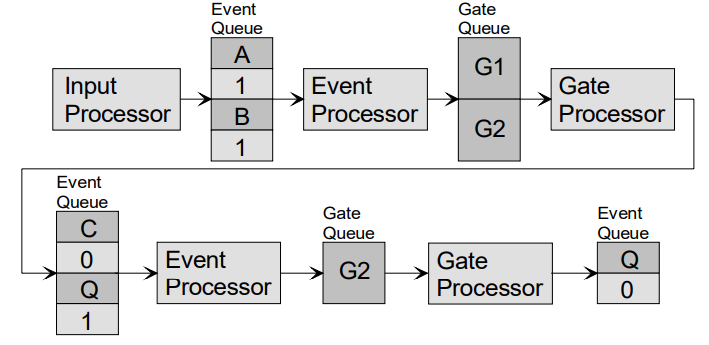 Event
Queue
Gate
Queue
Input
Processor
A
1
B
1
Event
Processor
G1
G2
Gate
Processor
Event
Queue
C
0
Q
1
Event
Processor
Gate
Queue
G2
Gate
Processor
Event
Queue
Q
0